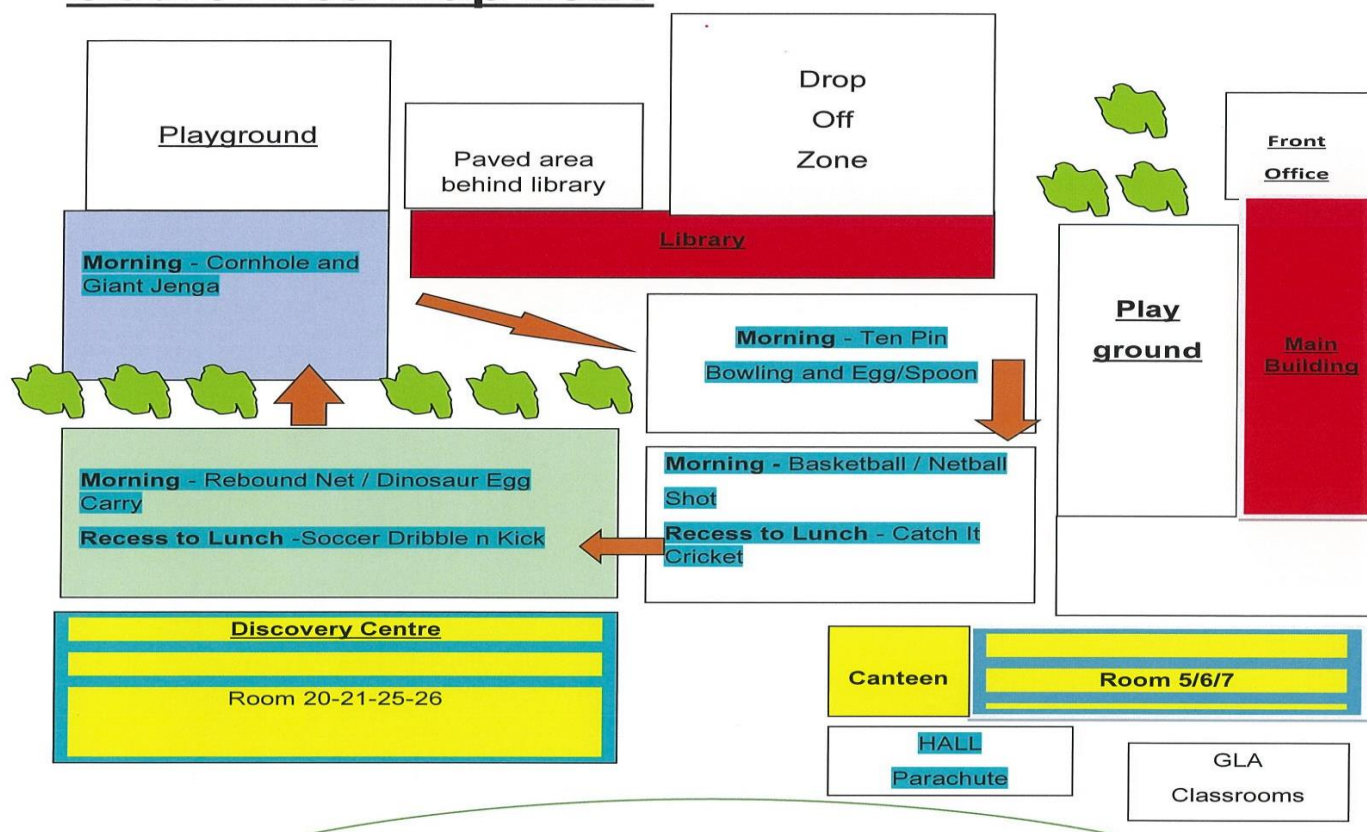 Playground
Paved area
behind library
Drop
Off
Zone
Front
Office
Library
Morning - Cornhole and
Giant Jenga
Morning - Ten Pin
Bowling and Egg/Spoon
Play
ground
Main
Building
Morning - Rebound Net / Dinosaur Egg
Carry
Recess to Lunch -Soccer Dribble n Kick
Morning - Basketball / Netball
Shot
Recess to Lunch - Catch It
Cricket
Discovery Centre
Room 20-21-25-26
Canteen
Room 5/6/7
HALL
Parachute
GLA
Classrooms